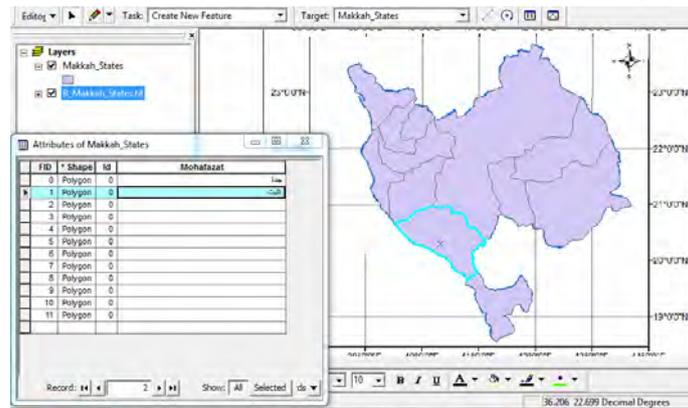 Editor Task: Create New Feature Target: Makkah_States
Layers
Makkah_States
Attributes of Makkah_States
FID * Shape Id Mohafazat
0 Polygon 0 جدة
1 Polygon 0 الليث
2 Polygon 0
3 Polygon 0
4 Polygon 0
5 Polygon 0
6 Polygon 0
7 Polygon 0
8 Polygon 0
9 Polygon 0
10 Polygon 0
11 Polygon 0
Record: 2 Show: All Selected ds
23°0'0"N 23°0'0"N
22°0'0"N
21°0'0"N
20°0'0"N
19°0'0"N
10 B I U A
36.206 22.699 Decimal Degrees